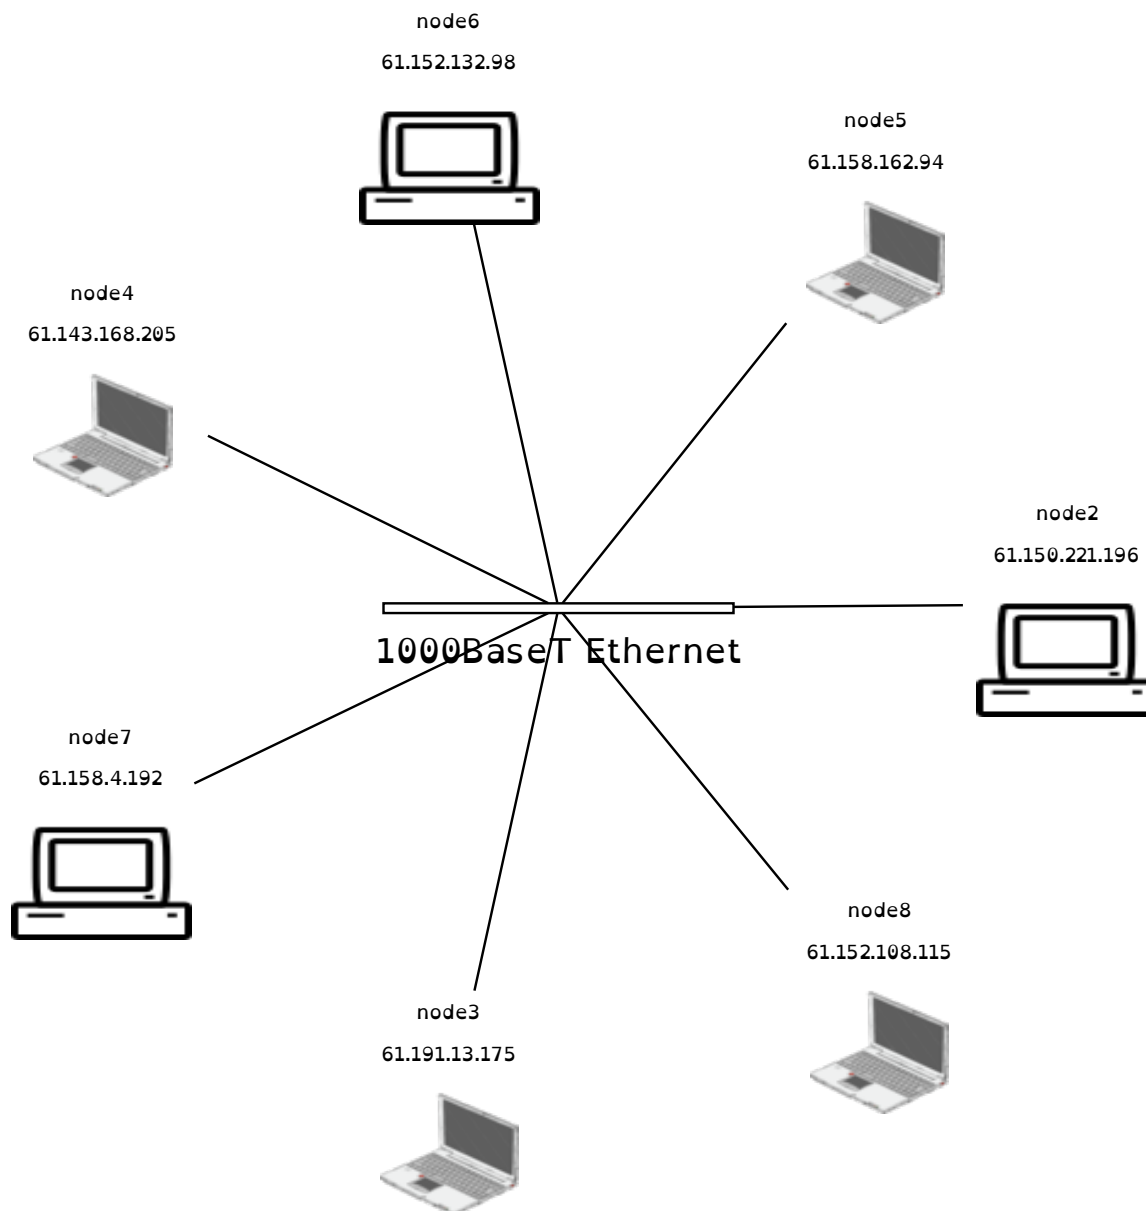 node6
61.152.132.98
node5
61.158.162.94
node4
61.143.168.205
node2
61.150.221.196
1000BaseT Ethernet
node7
61.158.4.192
node8
61.152.108.115
node3
61.191.13.175